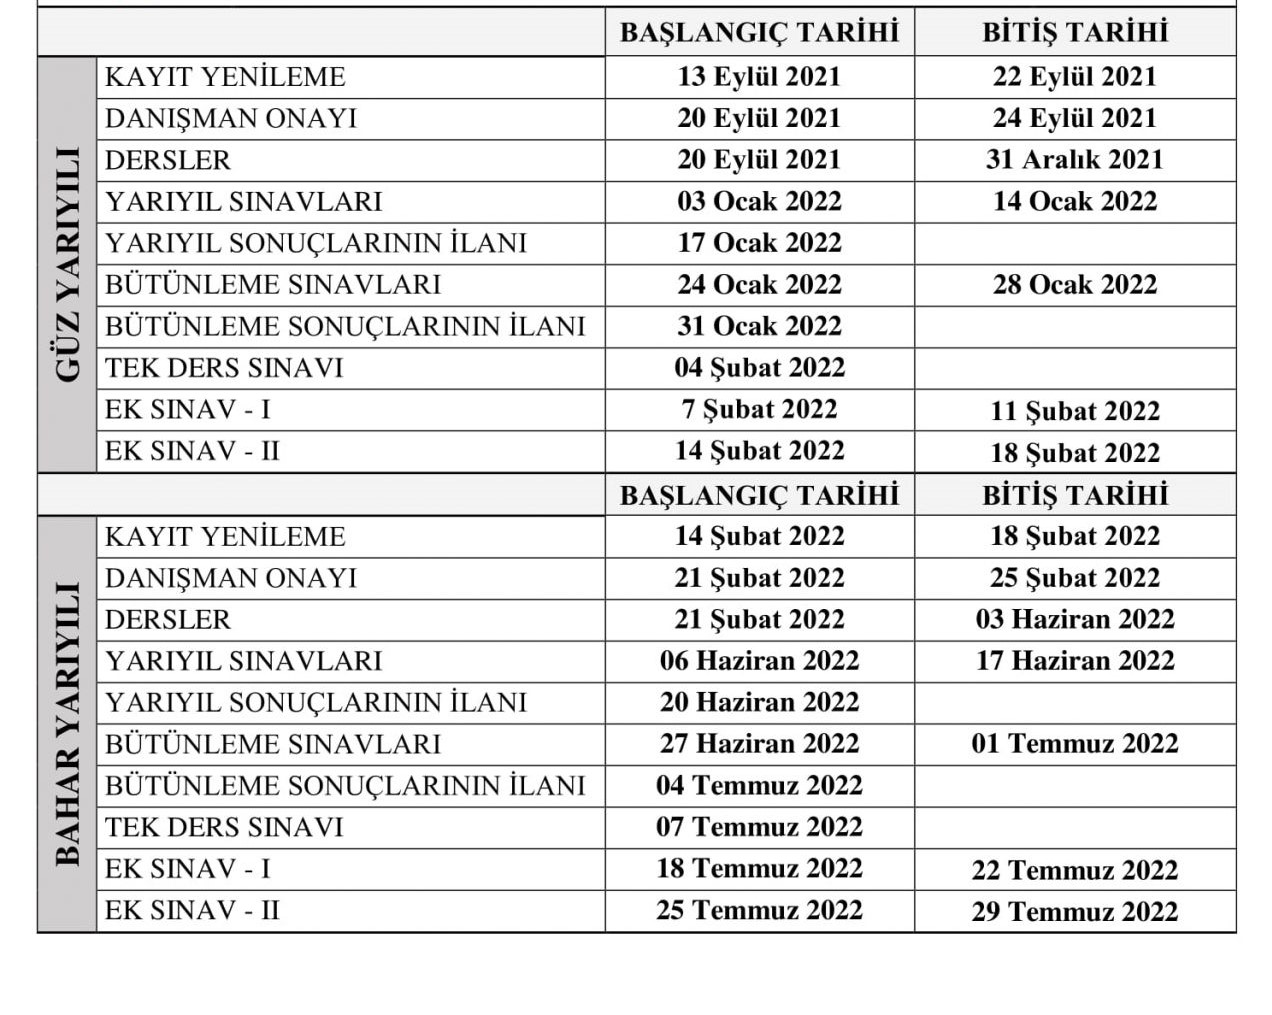 BAŞLANGIÇ TARİHİ BİTİŞ TARİHİ
GÜZ YARIYILI
KAYIT YENİLEME 13 Eylül 2021 22 Eylül 2021
DANIŞMAN ONAYI 20 Eylül 2021 24 Eylül 2021
DERSLER 20 Eylül 2021 31 Aralık 2021
YARIYIL SINAVLARI 03 Ocak 2022 14 Ocak 2022
YARIYIL SONUÇLARININ İLANI 17 Ocak 2022
BÜTÜNLEME SINAVLARI 24 Ocak 2022 28 Ocak 2022
BÜTÜNLEME SONUÇLARININ İLANI 31 Ocak 2022
TEK DERS SINAVI 04 Şubat 2022
EK SINAV - I 7 Şubat 2022 11 Şubat 2022
EK SINAV - II 14 Şubat 2022 18 Şubat 2022
BAŞLANGIÇ TARİHİ BİTİŞ TARİHİ
BAHAR YARIYILI
KAYIT YENİLEME 14 Şubat 2022 18 Şubat 2022
DANIŞMAN ONAYI 21 Şubat 2022 25 Şubat 2022
DERSLER 21 Şubat 2022 03 Haziran 2022
YARIYIL SINAVLARI 06 Haziran 2022 17 Haziran 2022
YARIYIL SONUÇLARININ İLANI 20 Haziran 2022
BÜTÜNLEME SINAVLARI 27 Haziran 2022 01 Temmuz 2022
BÜTÜNLEME SONUÇLARININ İLANI 04 Temmuz 2022
TEK DERS SINAVI 07 Temmuz 2022
EK SINAV - I 18 Temmuz 2022 22 Temmuz 2022
EK SINAV - II 25 Temmuz 2022 29 Temmuz 2022